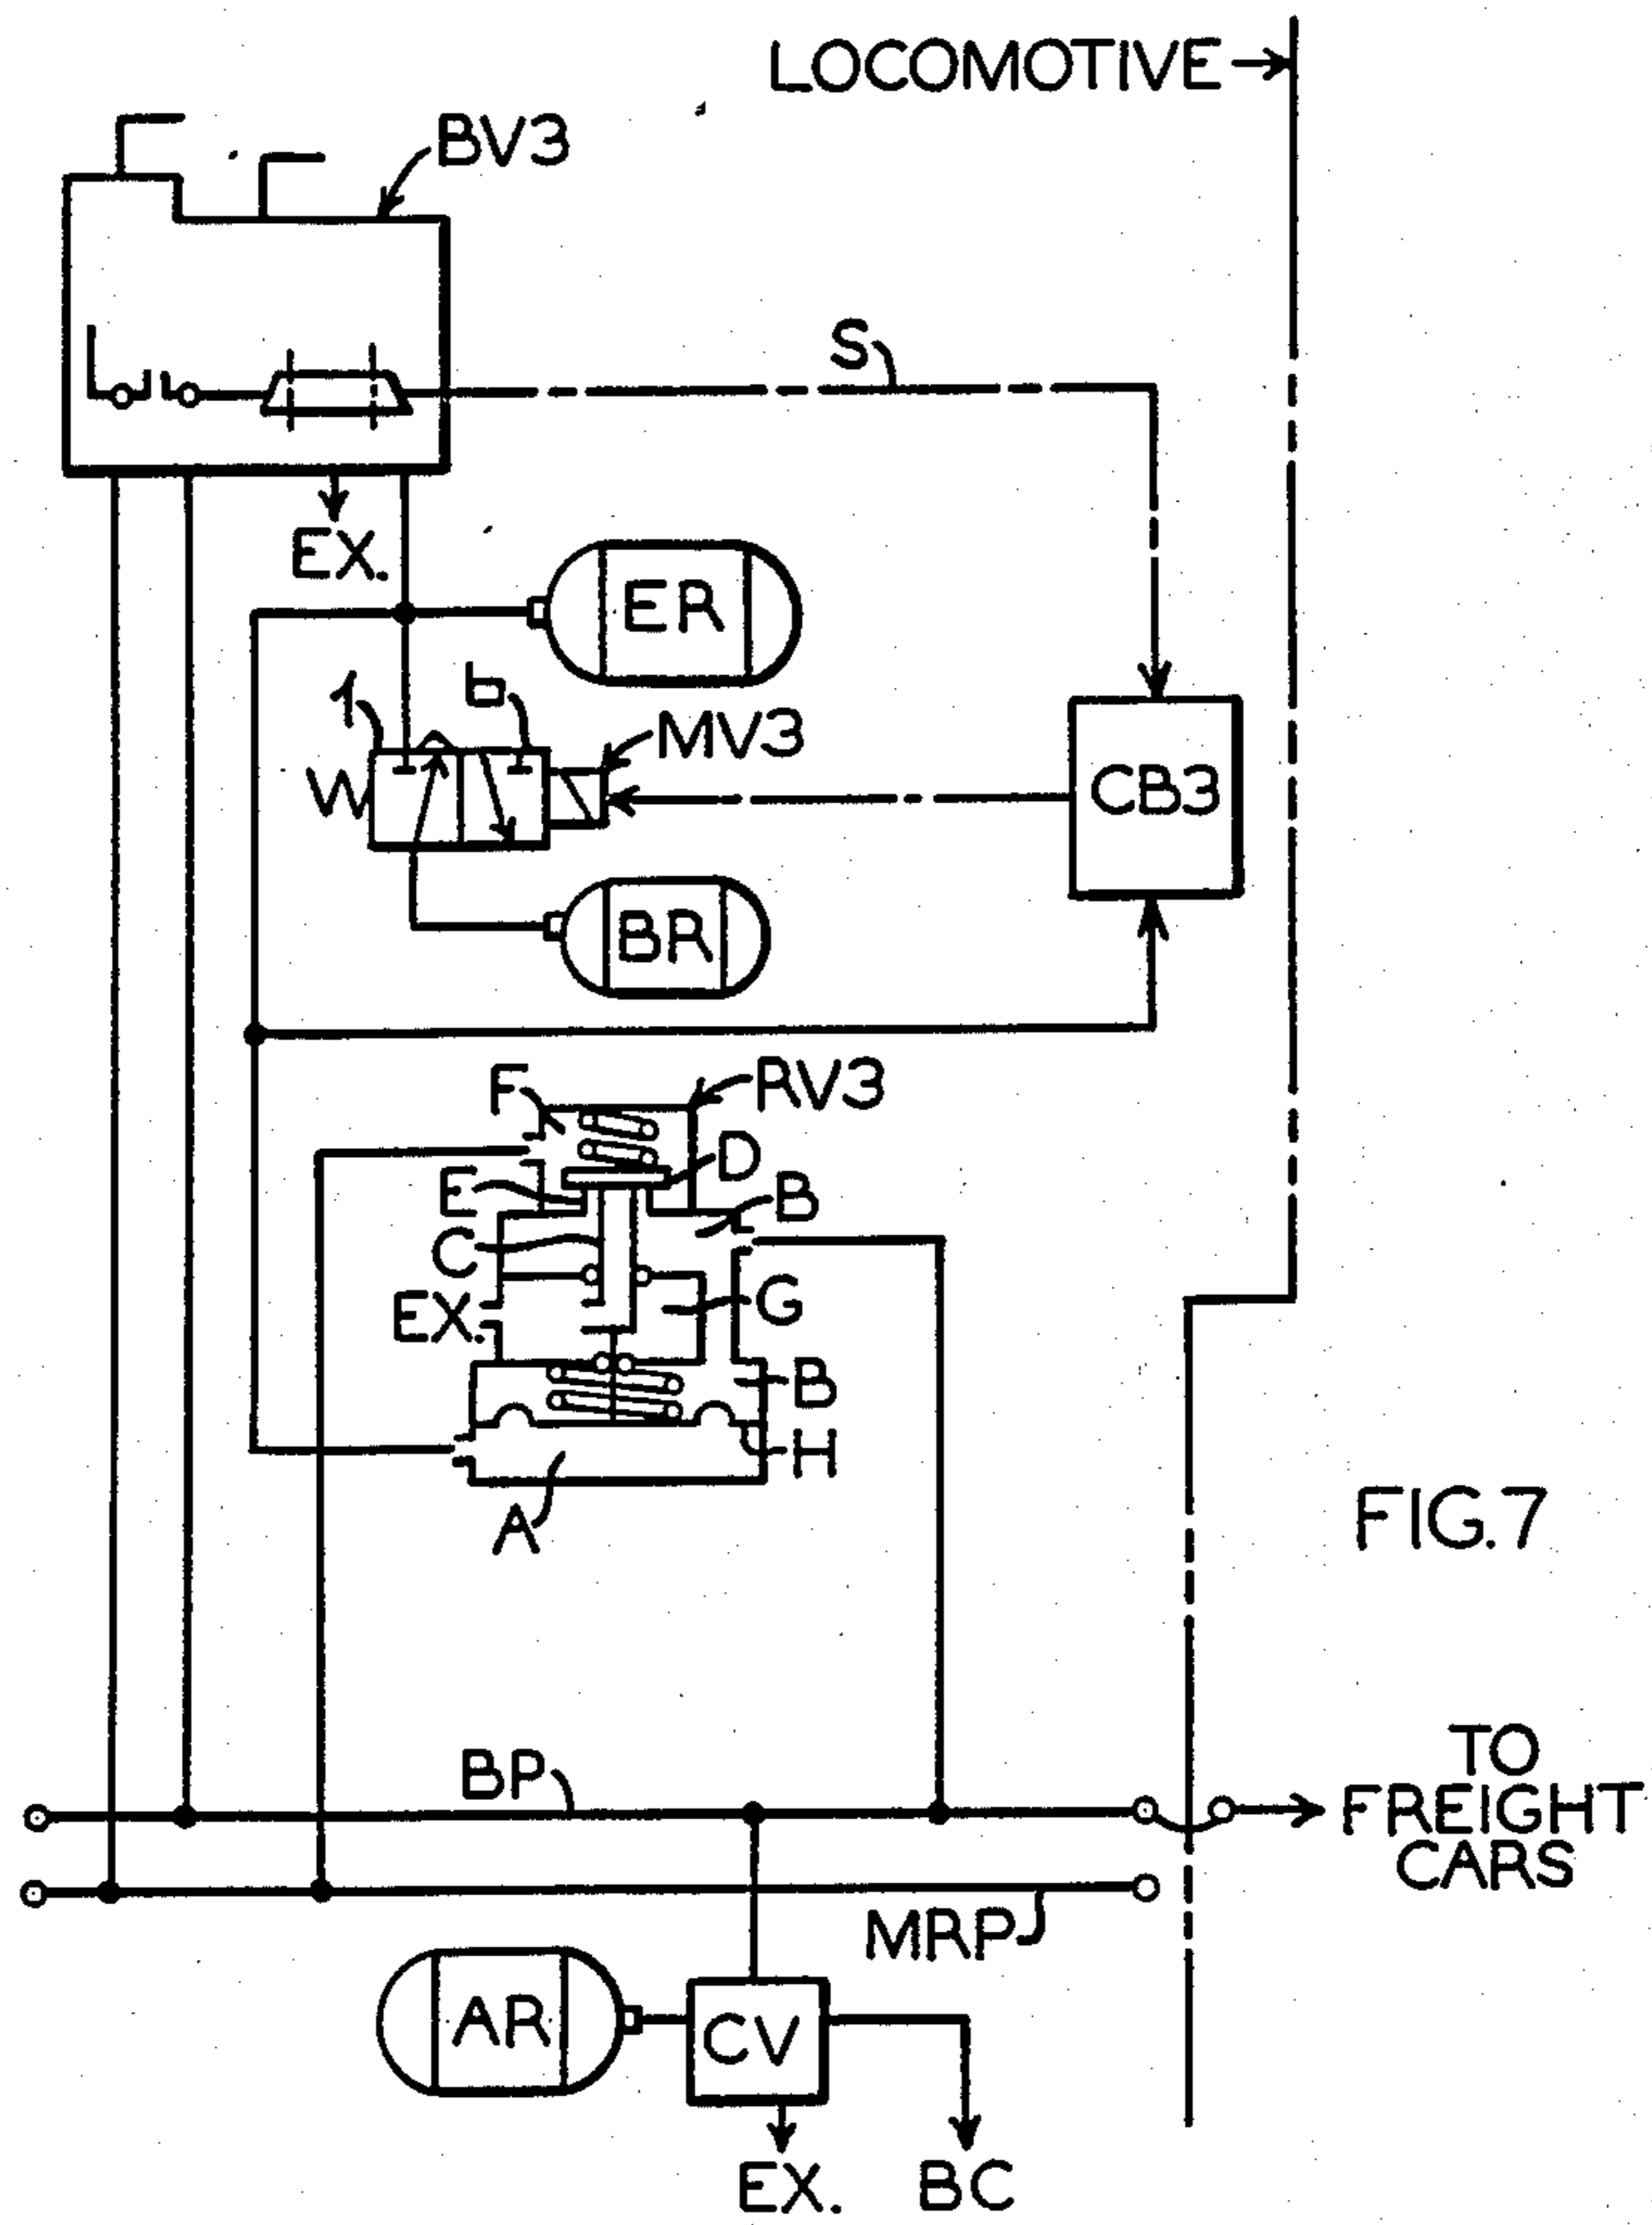 LOCOMOTIVE
BV3
S
EX.
ER
1
b
MV3
W
CB3
BR
F
RV3
D
E
B
C
G
EX.
B
H
A
FIG.7
BP
TO
FREIGHT
CARS
MRP
AR
CV
EX.
BC